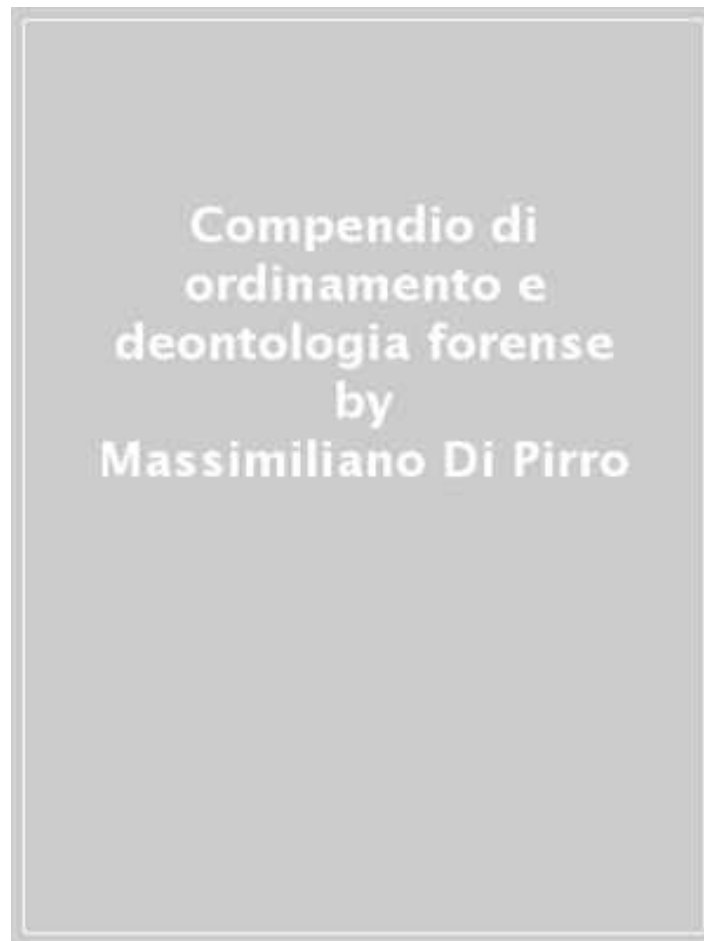 Compendio di
ordinamento e
deontologia forense
by
Massimiliano Di Pirro